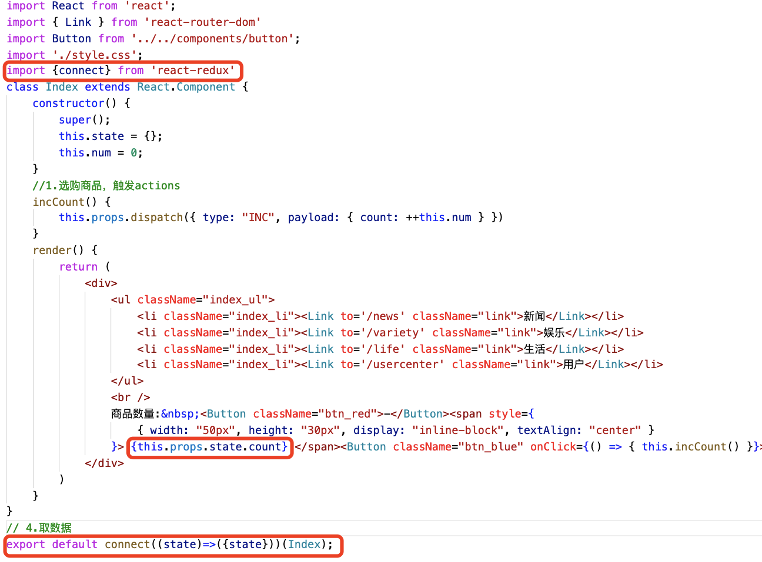 import React from 'react';
import { Link } from 'react-router-dom'
import Button from '../../components/button';
import './style.css';
import {connect} from 'react-redux'
class Index extends React.Component {
    constructor() {
        super();
        this.state = {};
        this.num = 0;
    }
    //1.选购商品，触发actions
    incCount() {
        this.props.dispatch({ type: "INC", payload: { count: ++this.num } })
    }
    render() {
        return (
            <div>
                <ul className="index_ul">
                    <li className="index_li"><Link to='/news' className="link">新闻</Link></li>
                    <li className="index_li"><Link to='/variety' className="link">娱乐</Link></li>
                    <li className="index_li"><Link to='/life' className="link">生活</Link></li>
                    <li className="index_li"><Link to='/usercenter' className="link">用户</Link></li>
                </ul>
                <br />
                商品数量:&nbsp;<Button className="btn_red">-</Button><span style={
                    { width: "50px", height: "30px", display: "inline-block", textAlign: "center" }
                }> {this.props.state.count} </span><Button className="btn_blue" onClick={() => { this.incCount() }}>
            </div>
        )
    }
}
// 4.取数据
export default connect((state)=>({state}))(Index);